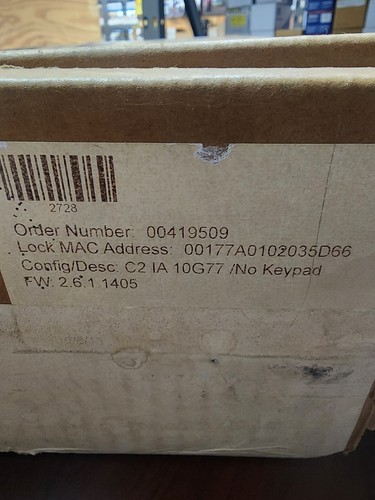 2728
Order Number: 00419509
Lock MAC Address: 00177A0102035D66
Config/Desc: C2 IA 10G77 /No Keypad
FW: 2.6.1.1405